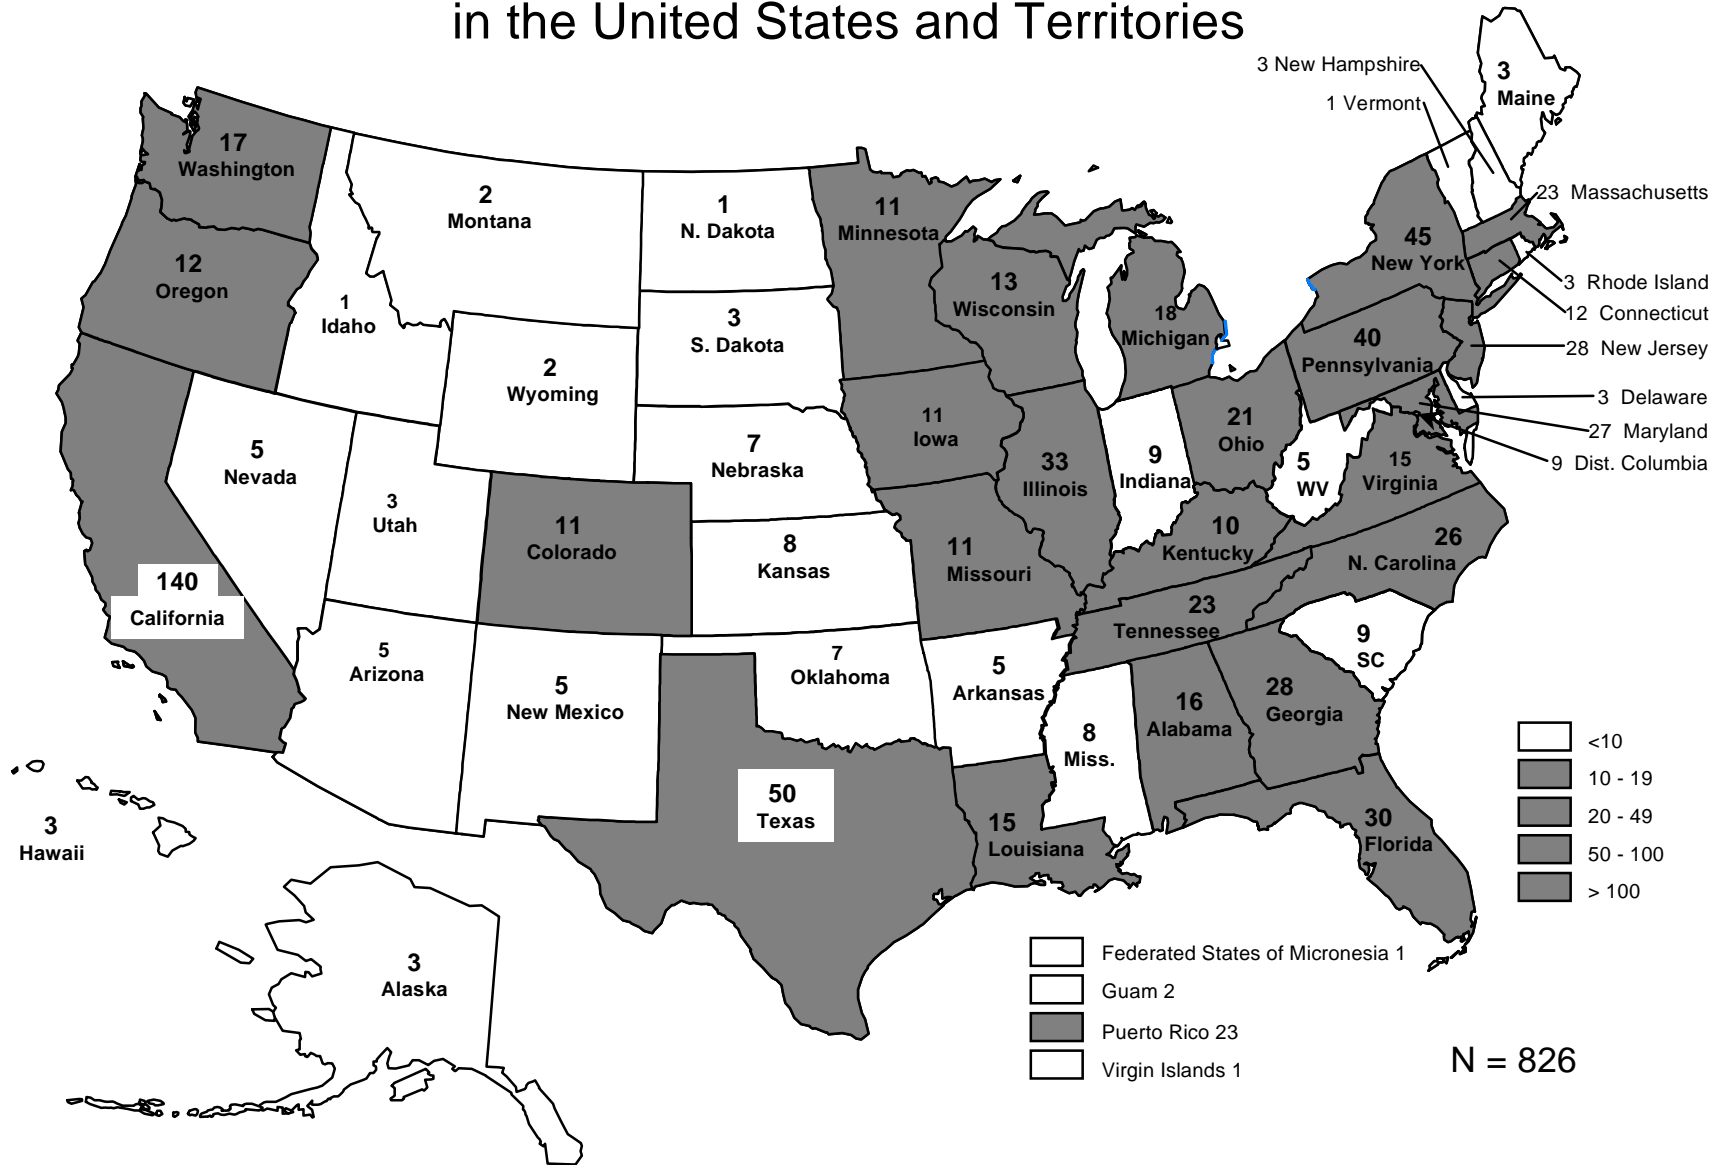 in the United States and Territories
3 New Hampshire
1 Vermont
3
Maine
17
Washington
2
Montana
1
N. Dakota
11
Minnesota
23 Massachusetts
12
Oregon
1
Idaho
3
S. Dakota
13
Wisconsin
18
Michigan
45
New York
3 Rhode Island
12 Connecticut
28 New Jersey
2
Wyoming
40
Pennsylvania
3 Delaware
27 Maryland
9 Dist. Columbia
5
Nevada
3
Utah
11
Colorado
7
Nebraska
11
Iowa
33
Illinois
9
Indiana
21
Ohio
5
WV
15
Virginia
140
California
8
Kansas
11
Missouri
10
Kentucky
26
N. Carolina
23
Tennessee
5
Arizona
5
New Mexico
7
Oklahoma
5
Arkansas
9
SC
8
Miss.
16
Alabama
28
Georgia
50
Texas
15
Louisiana
30
Florida
3
Hawaii
3
Alaska
<10
10 - 19
20 - 49
50 - 100
> 100
Federated States of Micronesia 1
Guam 2
Puerto Rico 23
Virgin Islands 1
N = 826